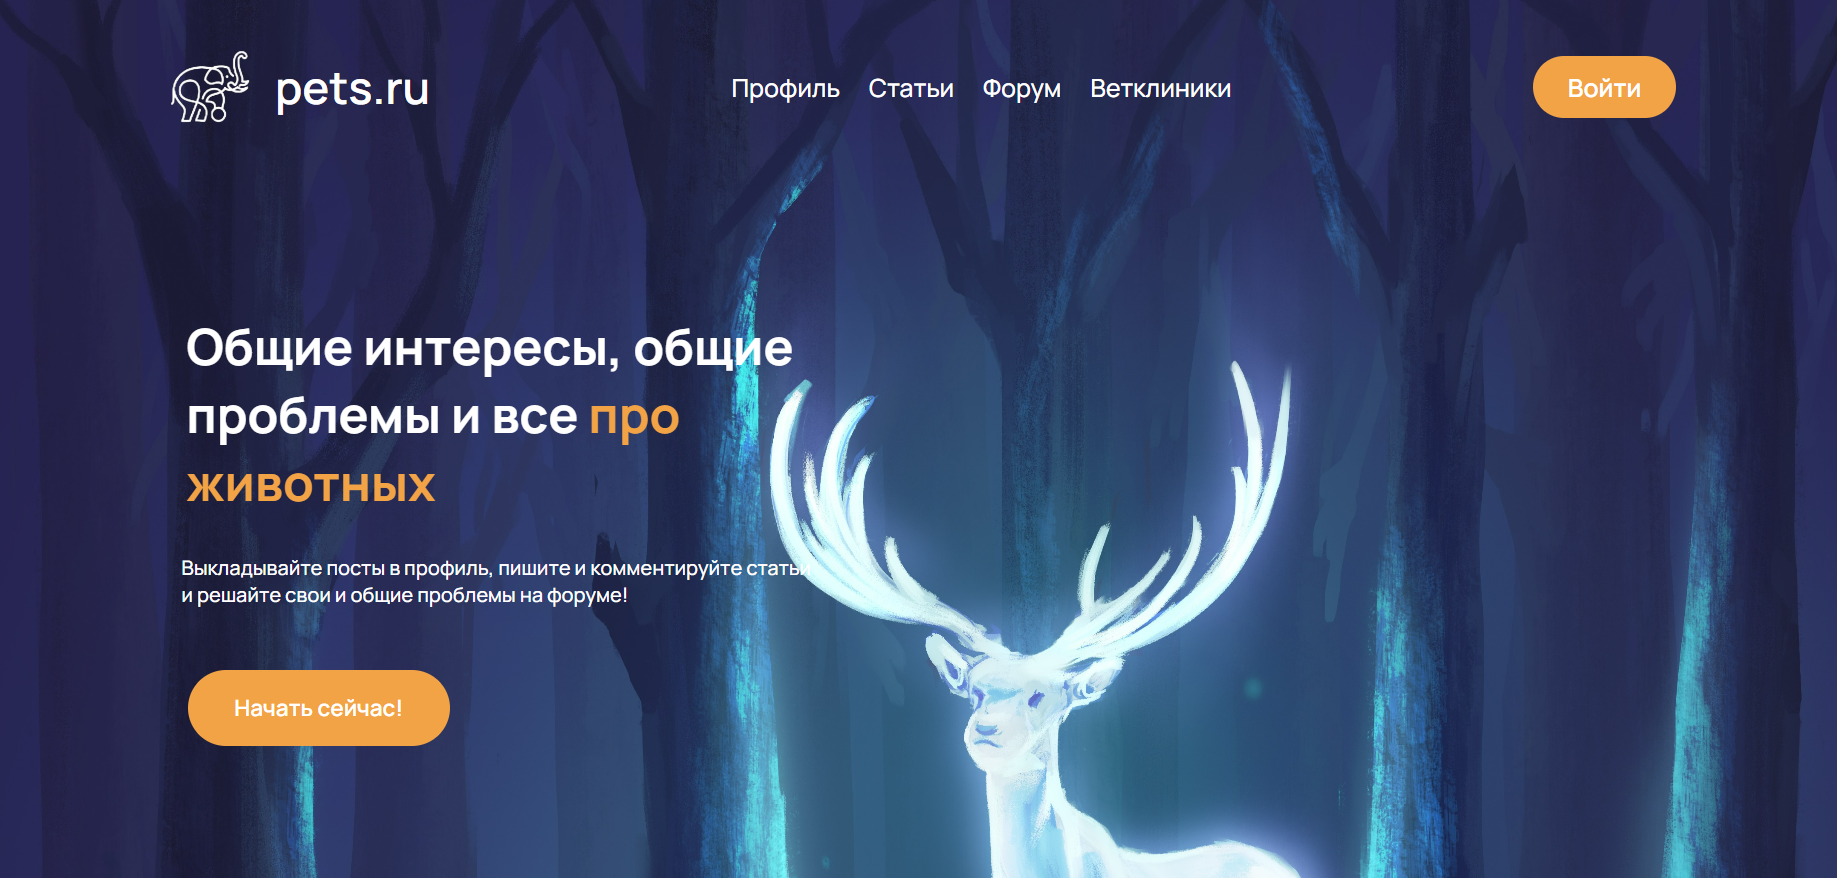 pets.ru
Профиль Статьи Форум Ветклиники
Войти
Общие интересы, общие
проблемы и все про
животных
Выкладывайте посты в профиль, пишите и комментируйте статьи
и решайте свои и общие проблемы на форуме!
Начать сейчас!